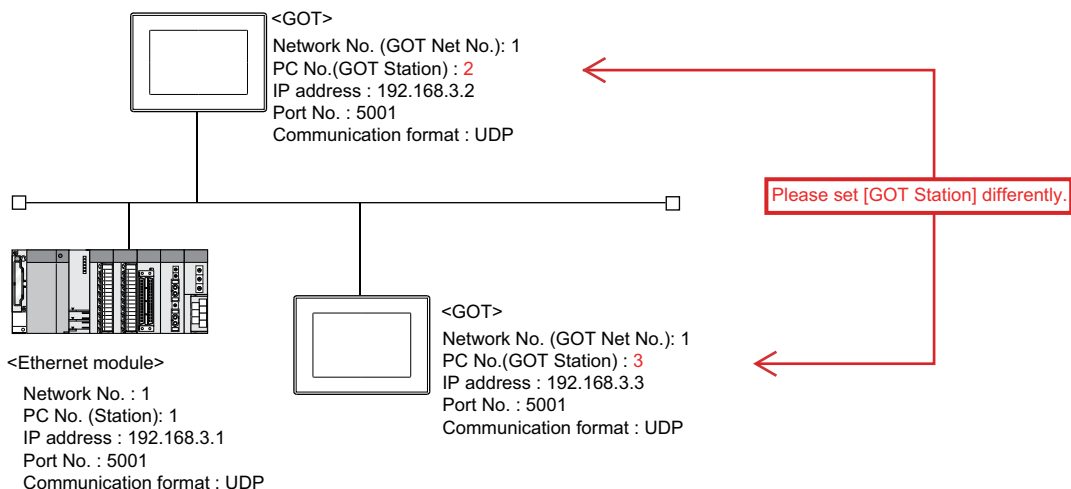 <GOT>
Network No. (GOT Net No.): 1
PC No.(GOT Station) : 2
IP address : 192.168.3.2
Port No. : 5001
Communication format : UDP
Please set [GOT Station] differently.
<Ethernet module>
Network No. : 1
PC No. (Station): 1
IP address : 192.168.3.1
Port No. : 5001
Communication format : UDP
<GOT>
Network No. (GOT Net No.): 1
PC No.(GOT Station) : 3
IP address : 192.168.3.3
Port No. : 5001
Communication format : UDP